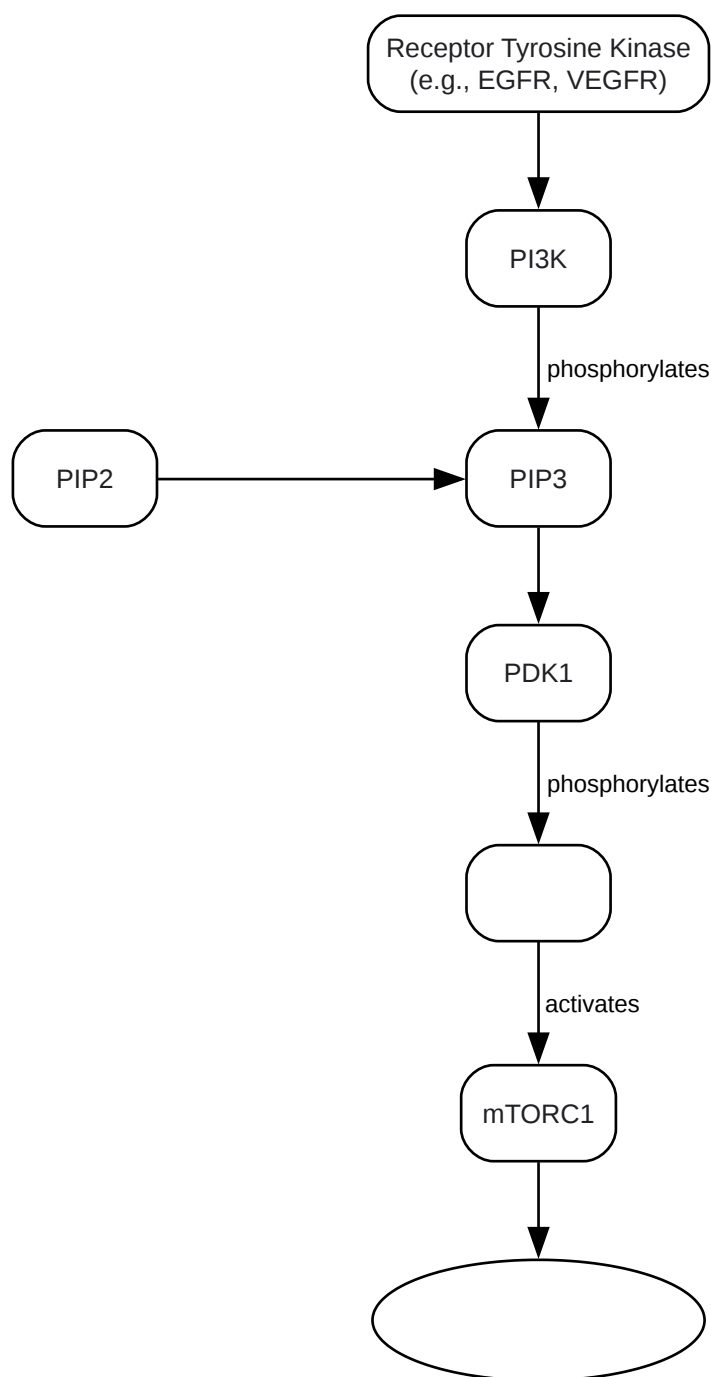 Receptor Tyrosine Kinase
(e.g., EGFR, VEGFR)
PI3K
phosphorylates
PIP2
PIP3
PDK1
phosphorylates
activates
mTORC1